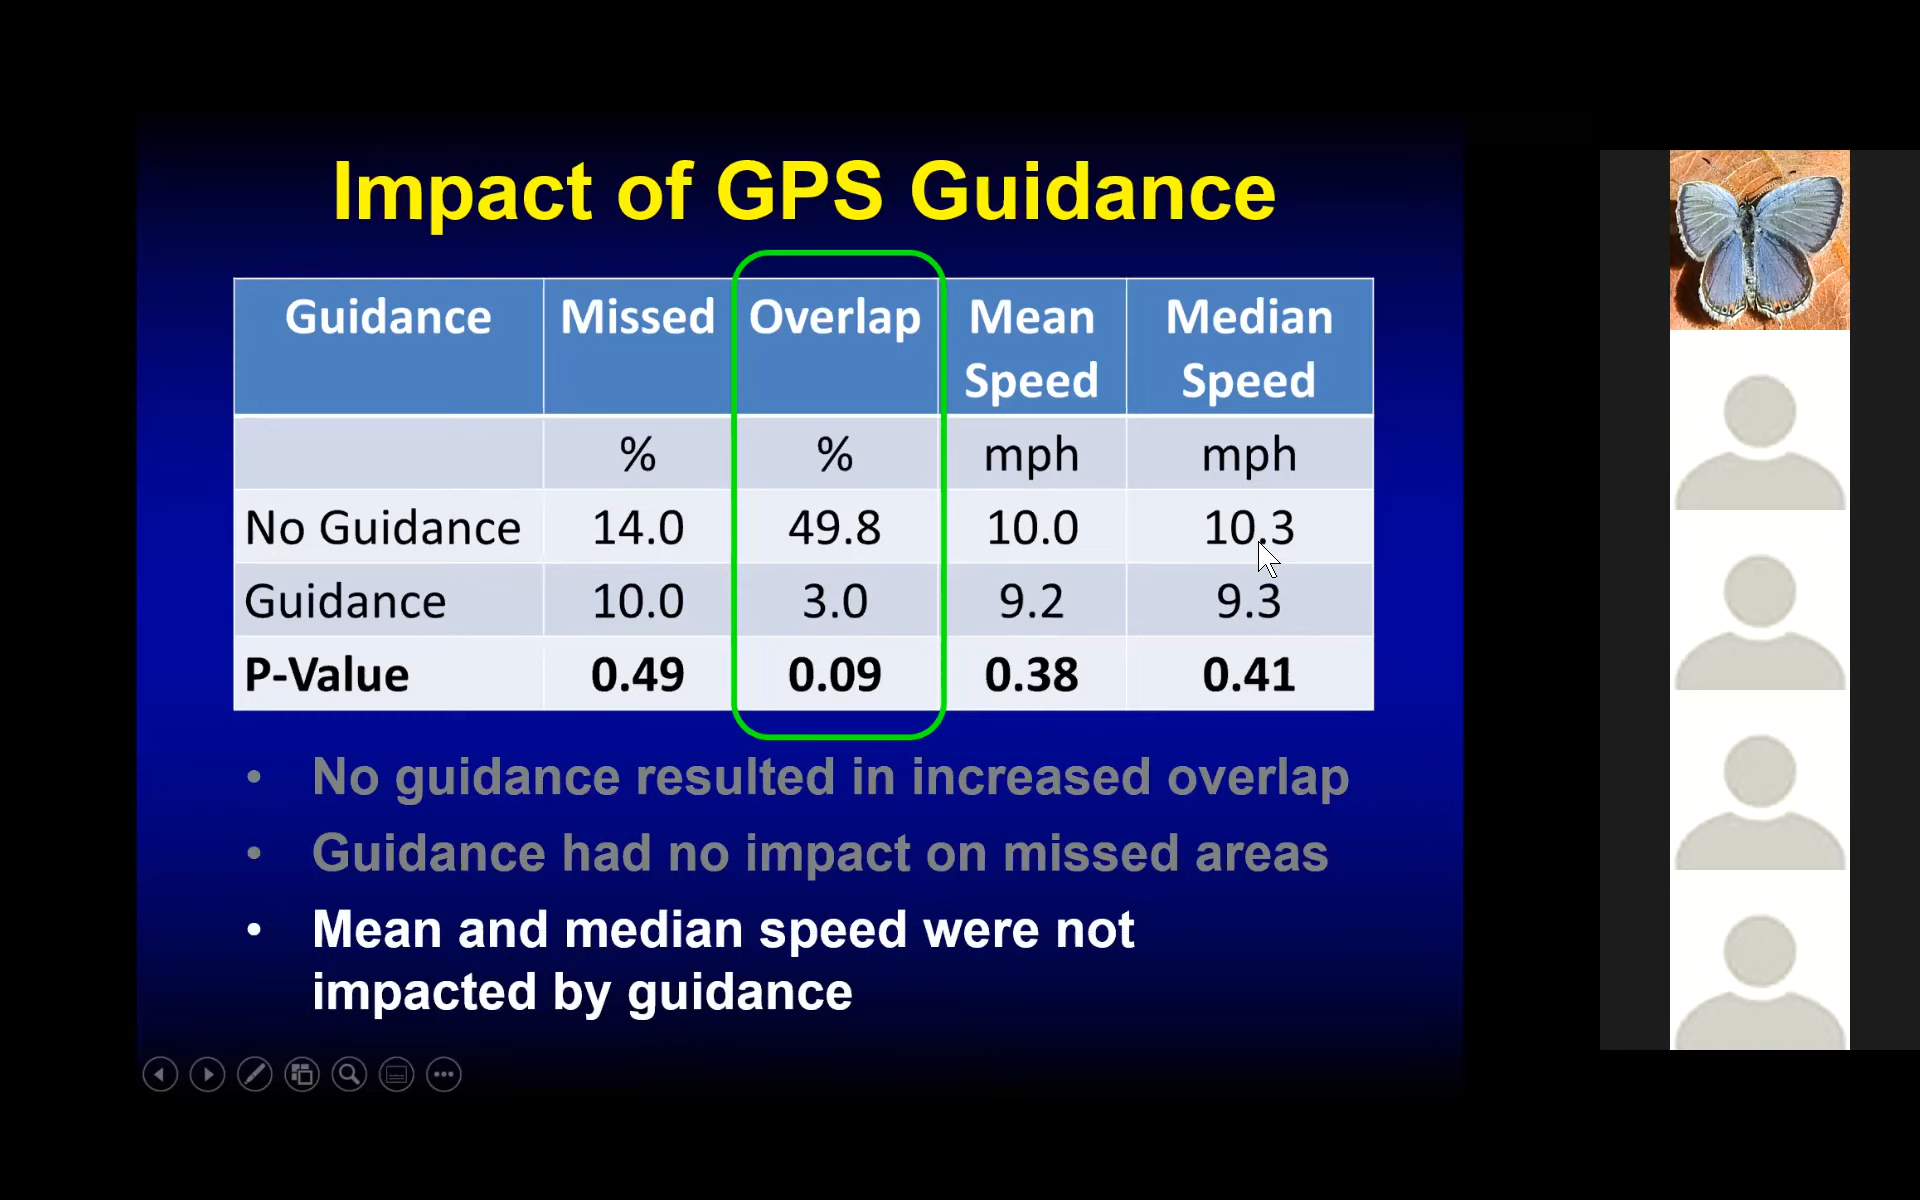 Impact of GPS Guidance
Guidance Missed Overlap Mean Speed Median Speed
% % mph mph
No Guidance 14.0 49.8 10.0 10.3
Guidance 10.0 3.0 9.2 9.3
P-Value 0.49 0.09 0.38 0.41
• No guidance resulted in increased overlap
• Guidance had no impact on missed areas
• Mean and median speed were not
impacted by guidance